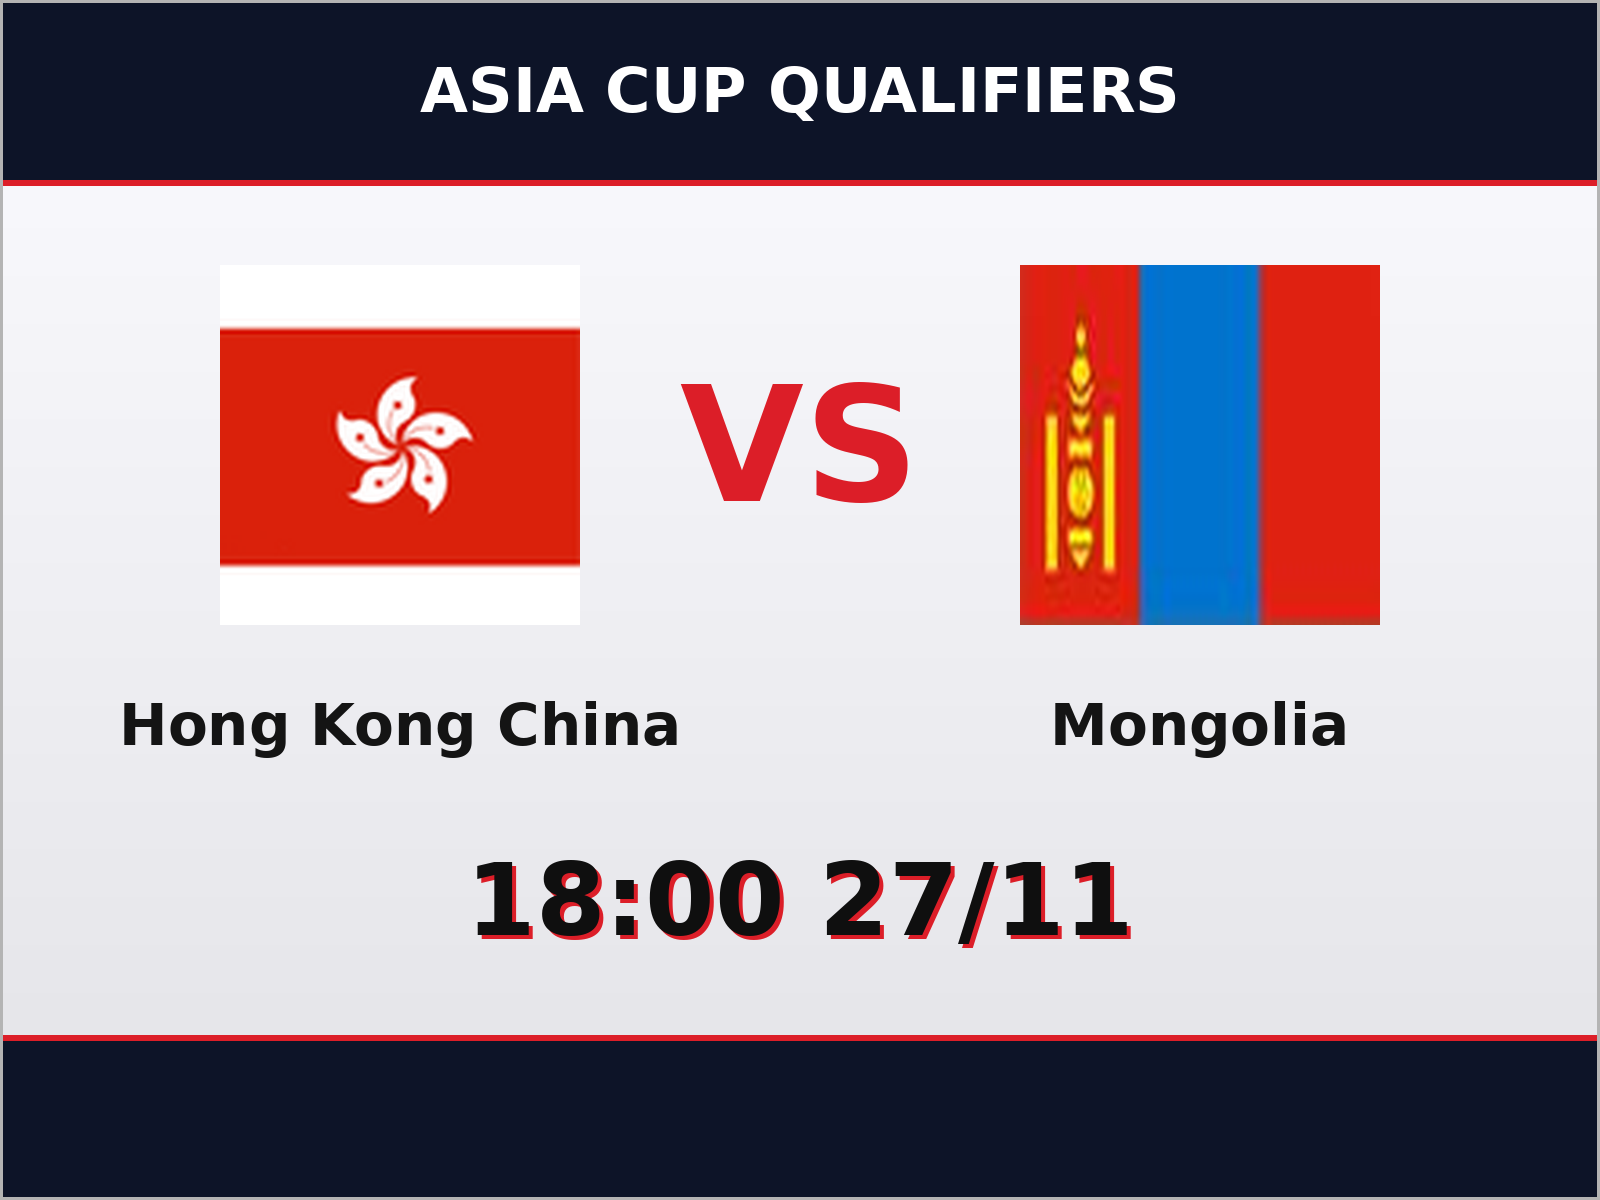 ASIA CUP QUALIFIERS
VS
Hong Kong China
Mongolia
18:00 27/11